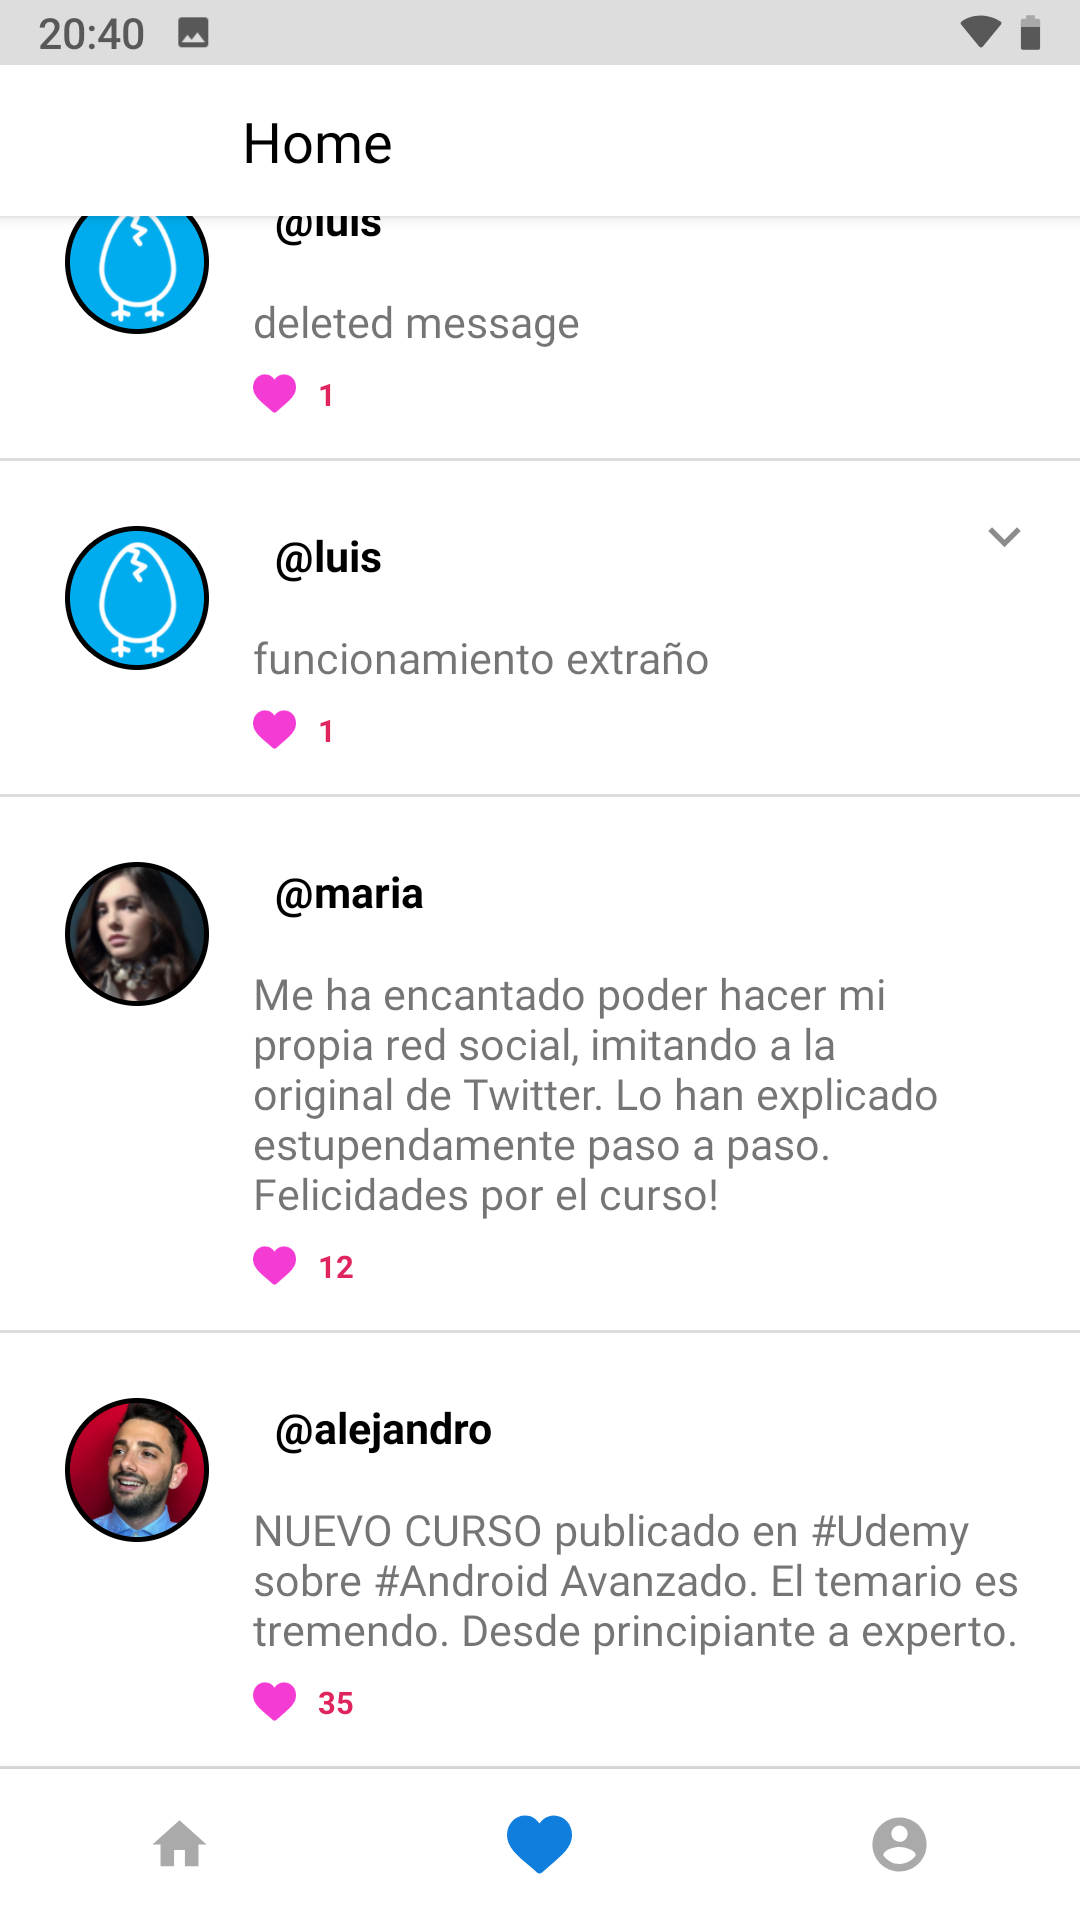 20:40
Home
@luis
deleted message
1
@luis
funcionamiento extraño
1
@maria
Me ha encantado poder hacer mi
propia red social, imitando a la
original de Twitter. Lo han explicado
estupendamente paso a paso.
Felicidades por el curso!
12
@alejandro
NUEVO CURSO publicado en #Udemy
sobre #Android Avanzado. El temario es
tremendo. Desde principiante a experto.
35